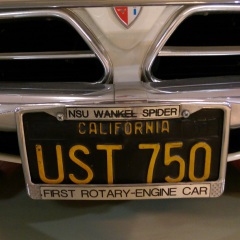 NSU WANKEL SPIDER
CALIFORNIA
UST 750
FIRST ROTARY-ENGINE CAR